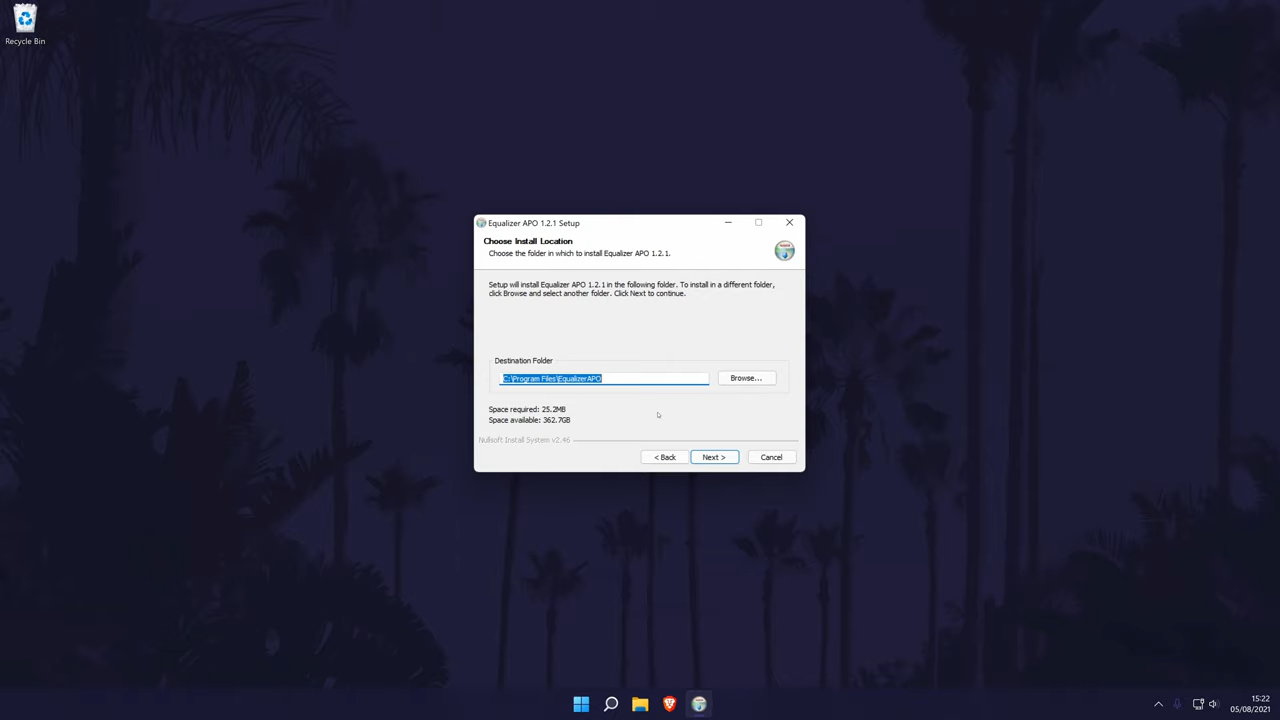 Recycle Bin
Equalizer APO 1.2.1 Setup
Choose Install Location
Choose the folder in which to install Equalizer APO 1.2.1.
Setup will install Equalizer APO 1.2.1 in the following folder. To install in a different folder,
click Browse and select another folder. Click Next to continue.
Destination Folder
C:\Program Files\EqualizerAPO
Browse...
Space required: 25.2MB
Space available: 362.7GB
Nullsoft Install System v2.46
< Back
Next >
Cancel
15:22
05/08/2021